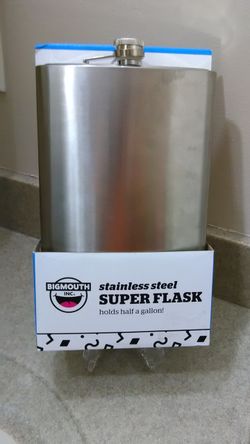 BIGMOUTH
INC.
stainless steel
SUPER FLASK
holds half a gallon!